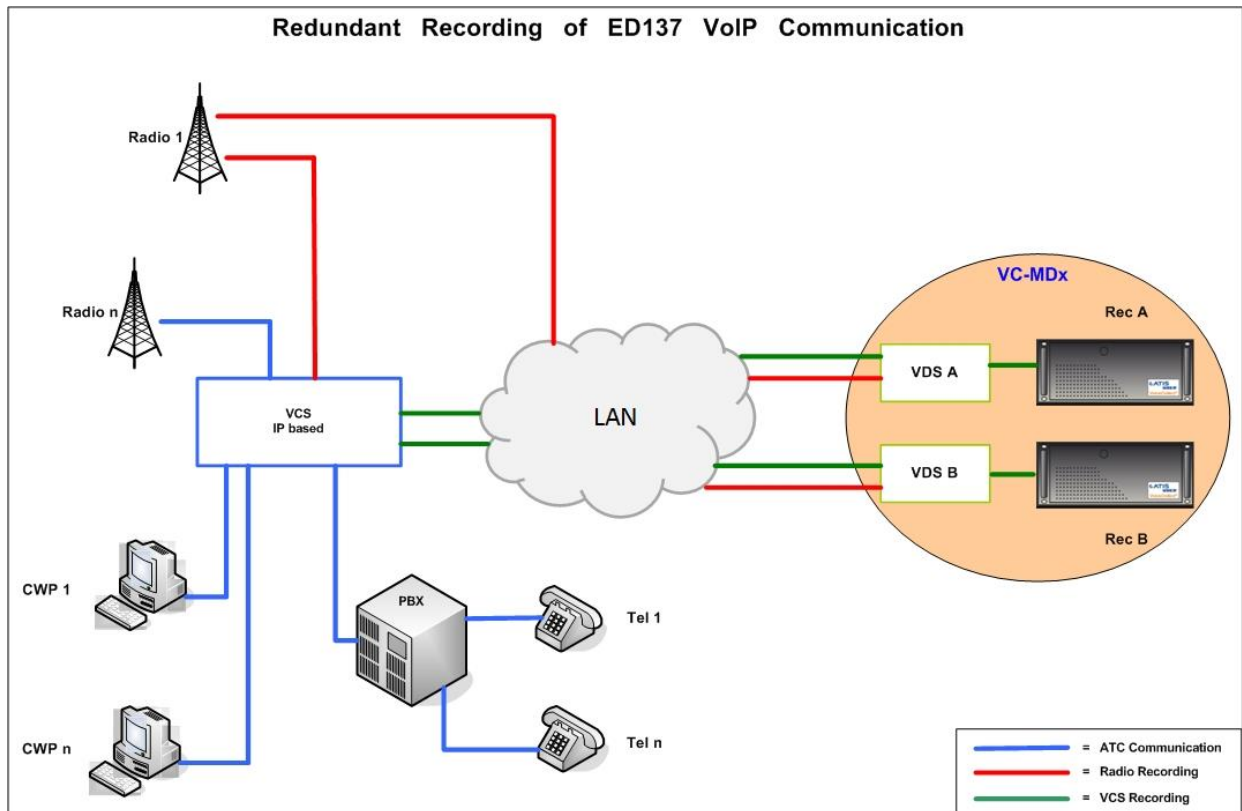 Redundant Recording of ED137 VoIP Communication
Radio 1
Radio n
VC-MDx
Rec A
VDS A
VCS
IP based
LAN
VDS B
Rec B
CWP 1
PBX
Tel 1
CWP n
Tel n
= ATC Communication
= Radio Recording
= VCS Recording